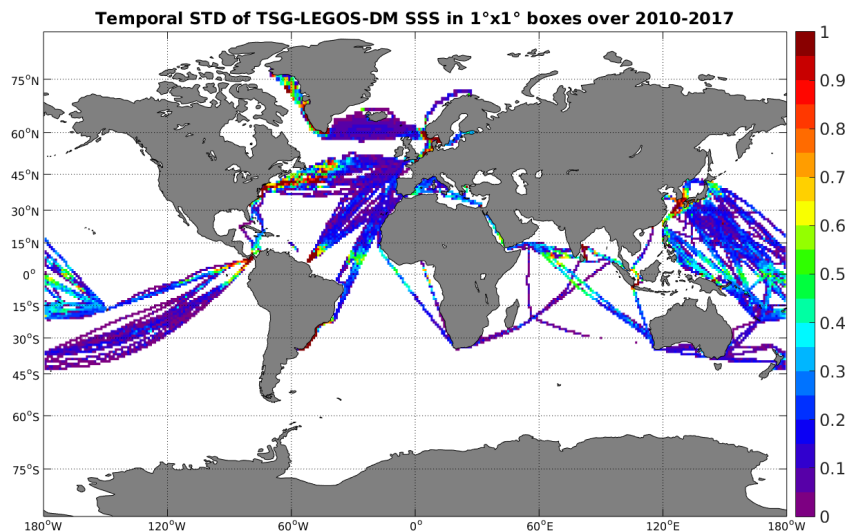 Temporal STD of TSG-LEGOS-DM SSS in 1°x1° boxes over 2010-2017
75°N
60°N
45°N
30°N
15°N
0°
15°S
30°S
45°S
60°S
75°S
180°W 120°W 60°W 0° 60°E 120°E 180°W
1
0.9
0.8
0.7
0.6
0.5
0.4
0.3
0.2
0.1
0